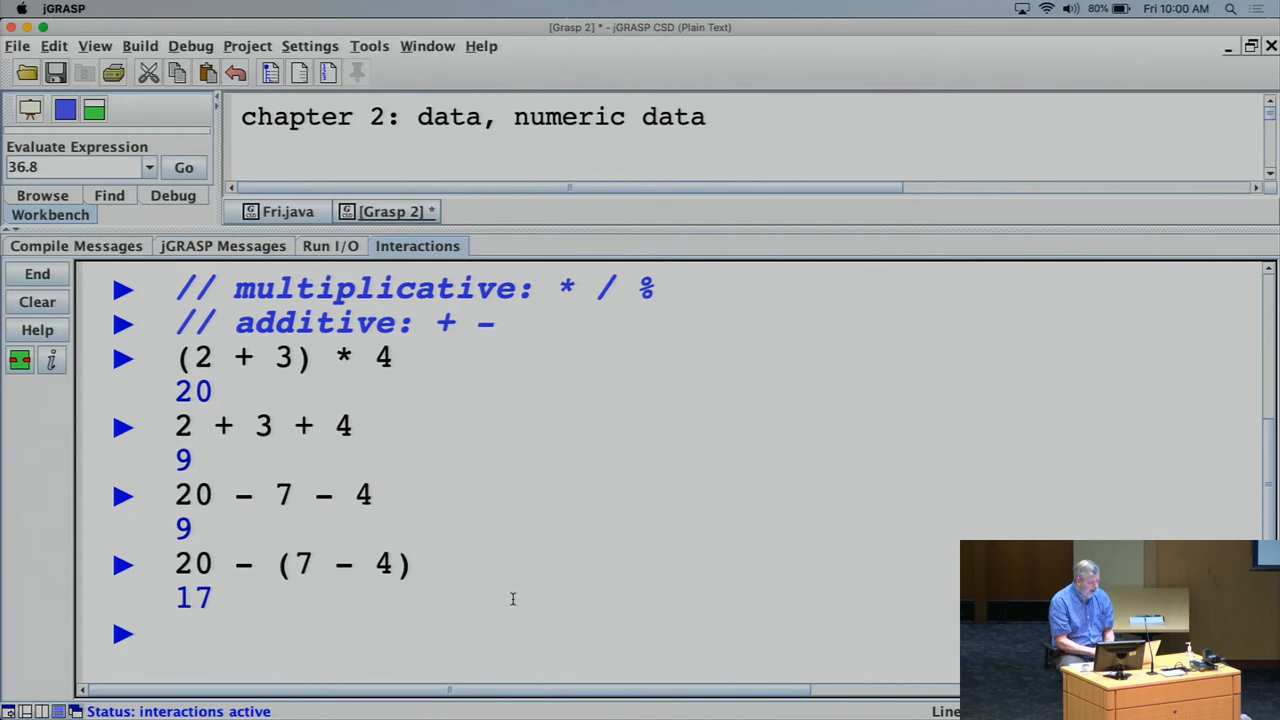 jGRASP 80% Fri 10:00 AM
[Grasp 2] * - jGRASP CSD (Plain Text)
File Edit View Build Debug Project Settings Tools Window Help
chapter 2: data, numeric data
Evaluate Expression
36.8 Go
Browse Find Debug
Workbench
Fri.java [Grasp 2] *
Compile Messages jGRASP Messages Run I/O Interactions
End
Clear
Help
// multiplicative: * / %
// additive: + -
(2 + 3) * 4
20
2 + 3 + 4
9
20 - 7 - 4
9
20 - (7 - 4)
17
Status: interactions active
Line